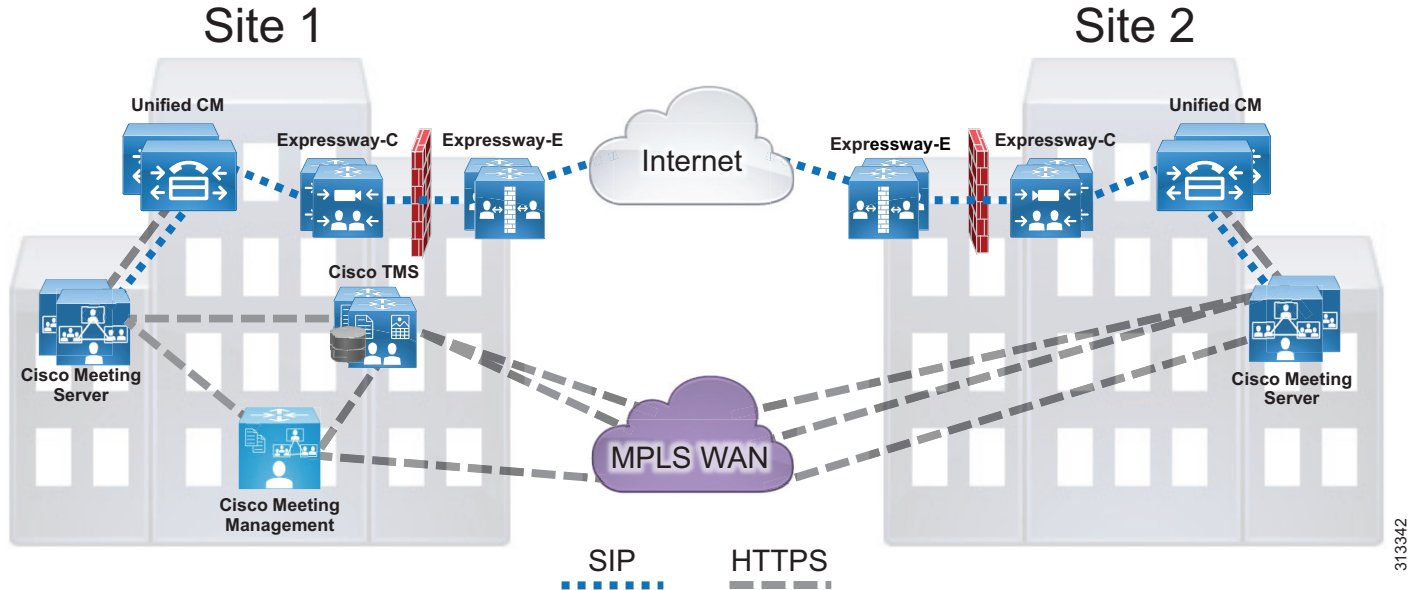 Site 1
Site 2
Unified CM
Expressway-C
Expressway-E
Internet
Expressway-E
Expressway-C
Unified CM
Cisco TMS
Cisco Meeting
Server
Cisco Meeting
Server
MPLS WAN
Cisco Meeting
Management
SIP
HTTPS
313342